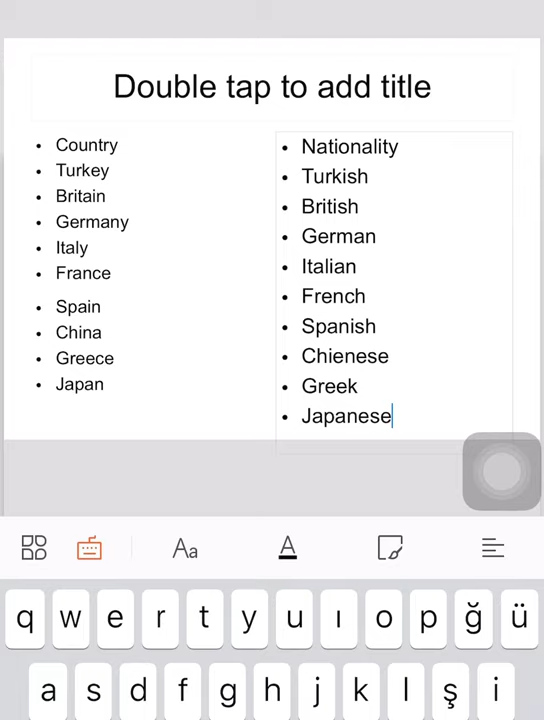 Double tap to add title
• Country
• Turkey
• Britain
• Germany
• Italy
• France
• Spain
• China
• Greece
• Japan
• Nationality
• Turkish
• British
• German
• Italian
• French
• Spanish
• Chienese
• Greek
• Japanese
Aa A
q w e r t y u ı o p ğ ü
a s d f g h j k l ş i